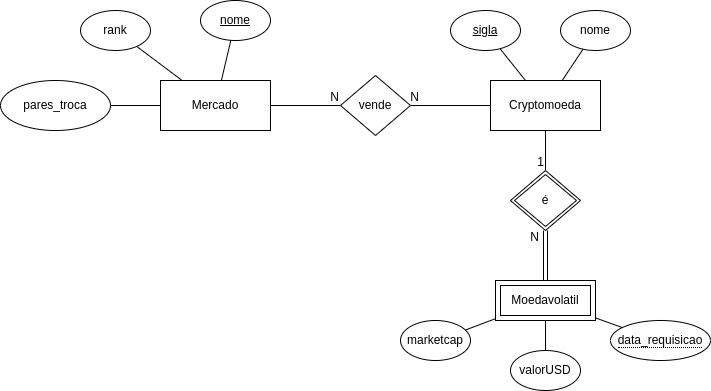 nome
rank
sigla
nome
pares_troca
Mercado
N
vende
N
Cryptomoeda
1
é
N
Moedavolatil
marketcap
valorUSD
data_requisicao